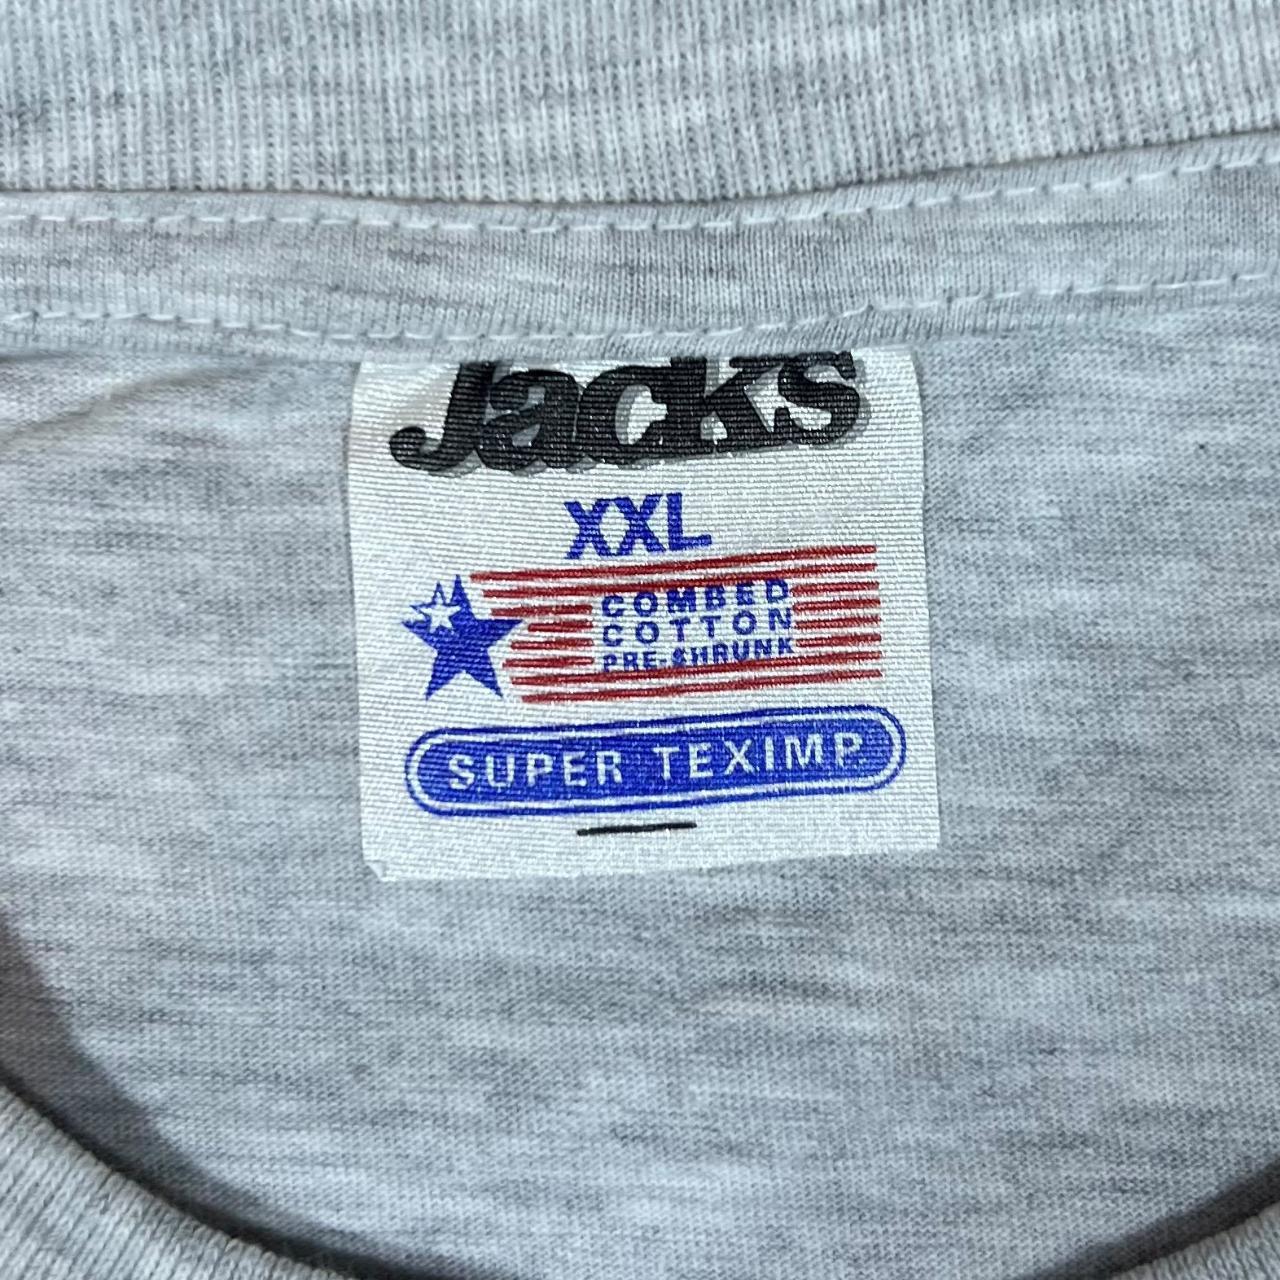 Jacks
XXL
COMBED
COTTON
PRE-SHRUNK
SUPER TEXIMP